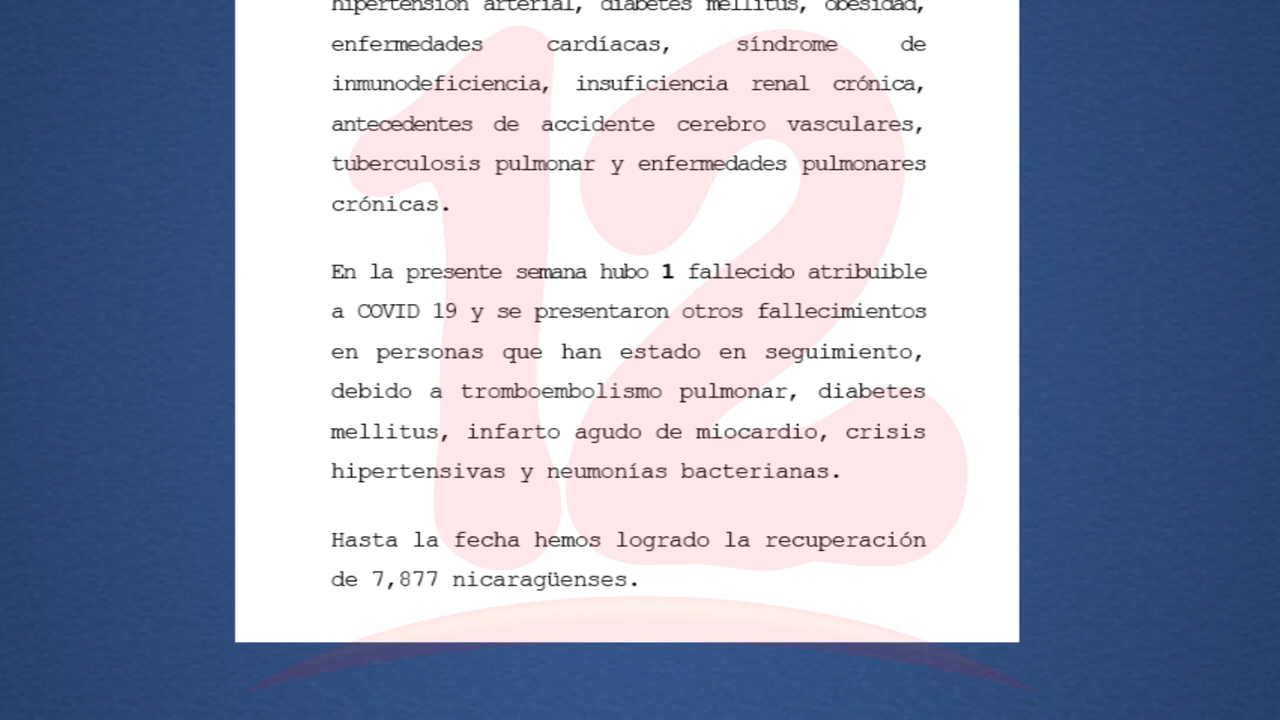 hipertensión arterial, diabetes mellitus, obesidad,
enfermedades cardíacas, síndrome de
inmunodeficiencia, insuficiencia renal crónica,
antecedentes de accidente cerebro vasculares,
tuberculosis pulmonar y enfermedades pulmonares
crónicas.
En la presente semana hubo 1 fallecido atribuible
a COVID 19 y se presentaron otros fallecimientos
en personas que han estado en seguimiento,
debido a tromboembolismo pulmonar, diabetes
mellitus, infarto agudo de miocardio, crisis
hipertensivas y neumonías bacterianas.
Hasta la fecha hemos logrado la recuperación
de 7,877 nicaragüenses.
12